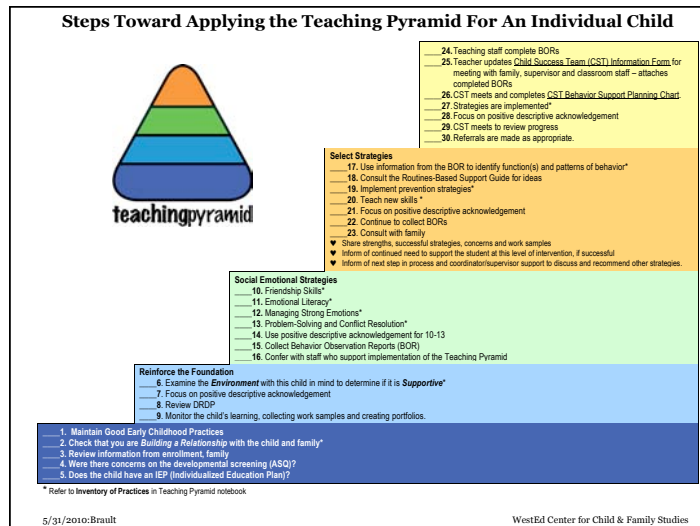 Steps Toward Applying the Teaching Pyramid For An Individual Child
____24. Teaching staff complete BORs
____25. Teacher updates Child Success Team (CST) Information Form for
meeting with family, supervisor and classroom staff – attaches
completed BORs
____26. CST meets and completes CST Behavior Support Planning Chart.
____27. Strategies are implemented*
____28. Focus on positive descriptive acknowledgement
____29. CST meets to review progress
____30. Referrals are made as appropriate.
teachingpyramid
Select Strategies
____17. Use information from the BOR to identify function(s) and patterns of behavior*
____18. Consult the Routines-Based Support Guide for ideas
____19. Implement prevention strategies*
____20. Teach new skills *
____21. Focus on positive descriptive acknowledgement
____22. Continue to collect BORs
____23. Consult with family
♥ Share strengths, successful strategies, concerns and work samples
♥ Inform of continued need to support the student at this level of intervention, if successful
♥ Inform of next step in process and coordinator/supervisor support to discuss and recommend other strategies.
Social Emotional Strategies
____10. Friendship Skills*
____11. Emotional Literacy*
____12. Managing Strong Emotions*
____13. Problem-Solving and Conflict Resolution*
____14. Use positive descriptive acknowledgement for 10-13
____15. Collect Behavior Observation Reports (BOR)
____16. Confer with staff who support implementation of the Teaching Pyramid
Reinforce the Foundation
____6. Examine the Environment with this child in mind to determine if it is Supportive*
____7. Focus on positive descriptive acknowledgement
____8. Review DRDP
____9. Monitor the child's learning, collecting work samples and creating portfolios.
____1. Maintain Good Early Childhood Practices
____2. Check that you are Building a Relationship with the child and family*
____3. Review information from enrollment, family
____4. Were there concerns on the developmental screening (ASQ)?
____5. Does the child have an IEP (Individualized Education Plan)?
* Refer to Inventory of Practices in Teaching Pyramid notebook
5/31/2010:Brault
WestEd Center for Child & Family Studies